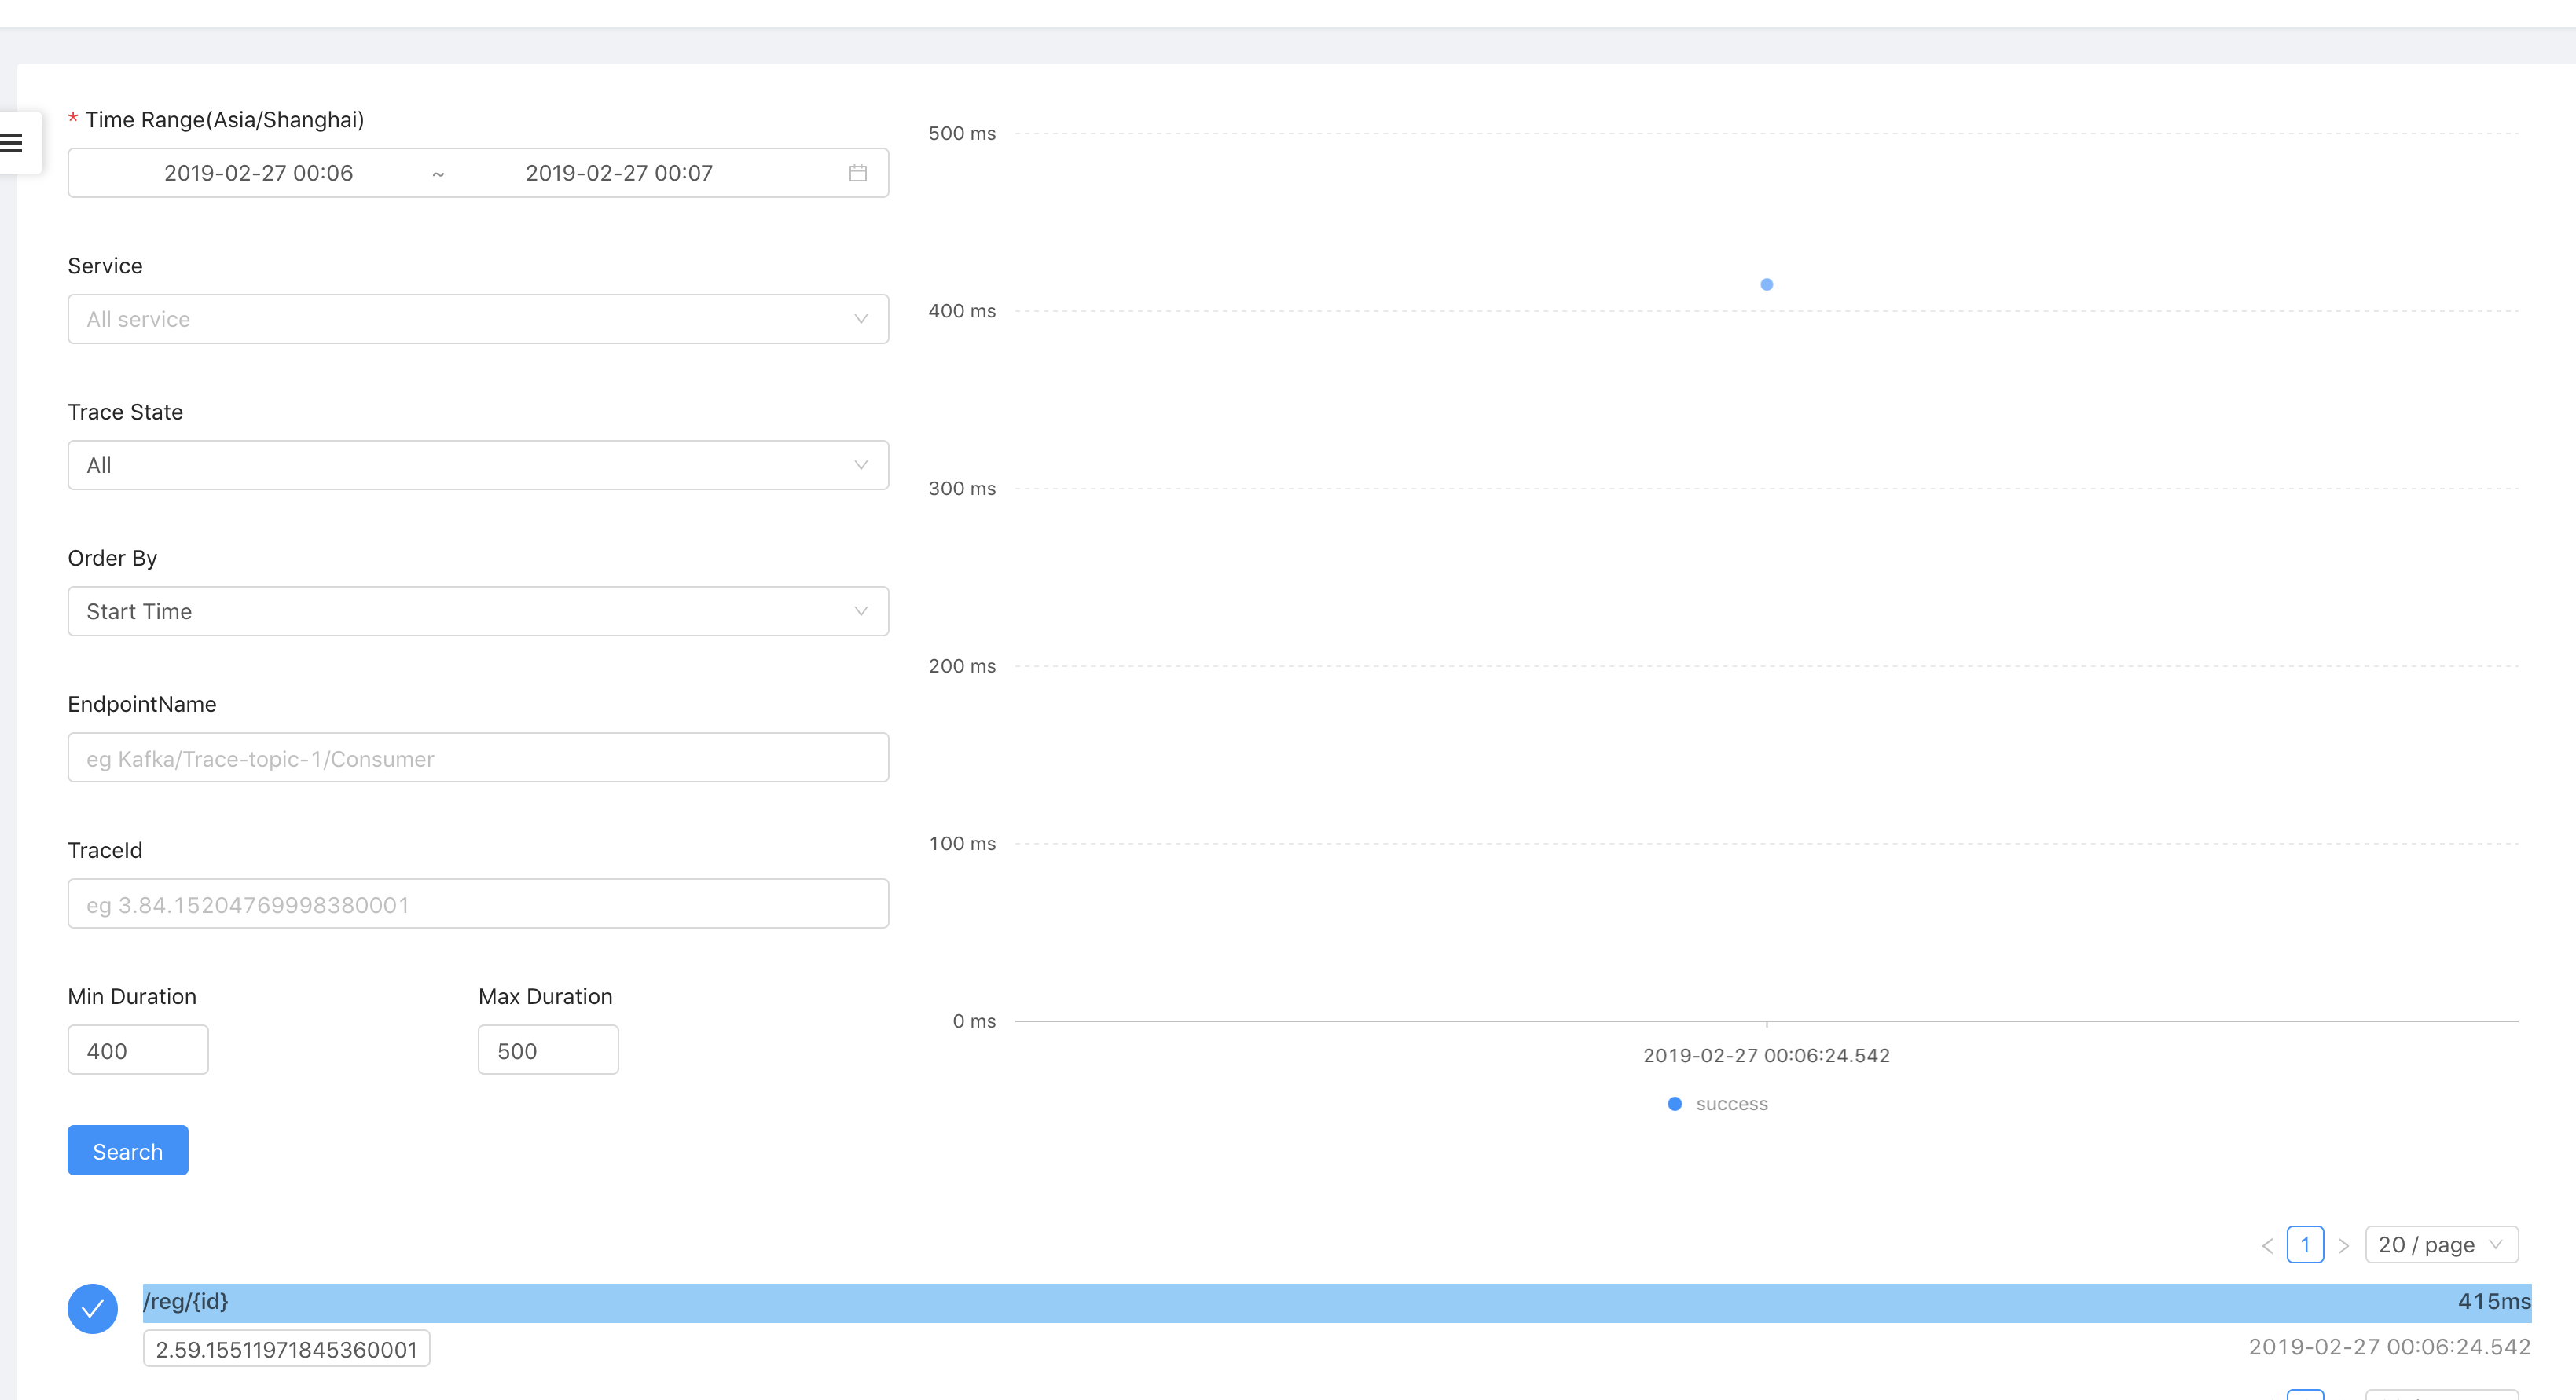 * Time Range(Asia/Shanghai)
2019-02-27 00:06 ~ 2019-02-27 00:07
Service
All service
Trace State
All
Order By
Start Time
EndpointName
eg Kafka/Trace-topic-1/Consumer
TraceId
eg 3.84.15204769998380001
Min Duration Max Duration
400 500
Search
500 ms
400 ms
300 ms
200 ms
100 ms
0 ms
2019-02-27 00:06:24.542
success
< 1 > 20 / page
/reg/{id} 415ms
2.59.15511971845360001 2019-02-27 00:06:24.542